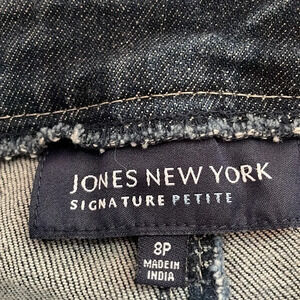 JONES NEW YORK
SIGNATURE PETITE
8P
MADE IN
INDIA